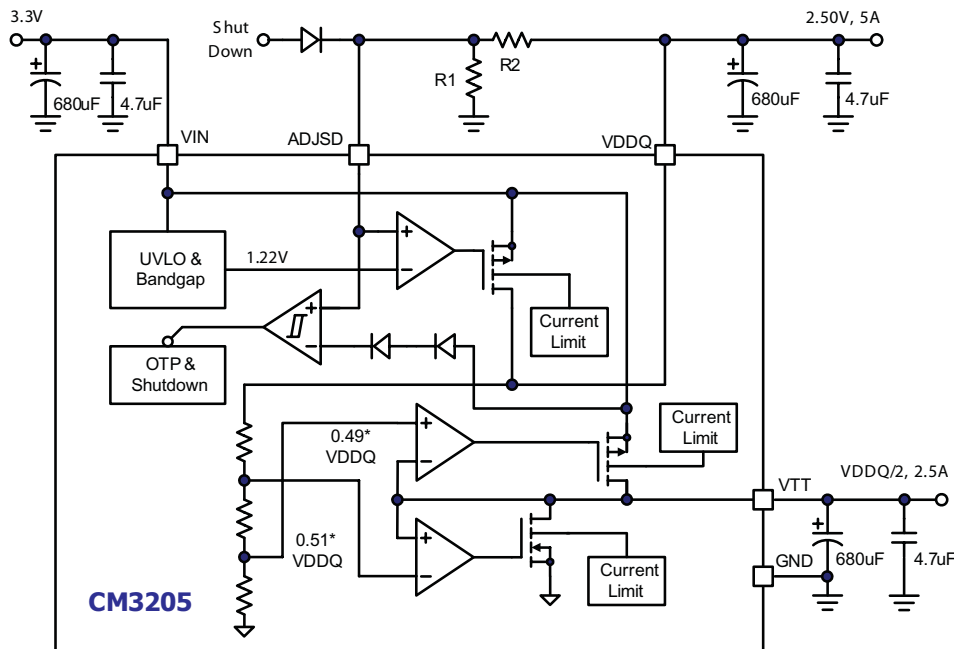 3.3V
Shut
Down
2.50V, 5A
R1
R2
680uF
4.7uF
680uF
4.7uF
VIN
ADJSD
VDDQ
UVLO &
Bandgap
1.22V
+
−
Current
Limit
+
−
OTP &
Shutdown
0.49*
VDDQ
+
−
Current
Limit
VTT
VDDQ/2, 2.5A
0.51*
VDDQ
+
−
Current
Limit
GND
680uF
4.7uF
CM3205